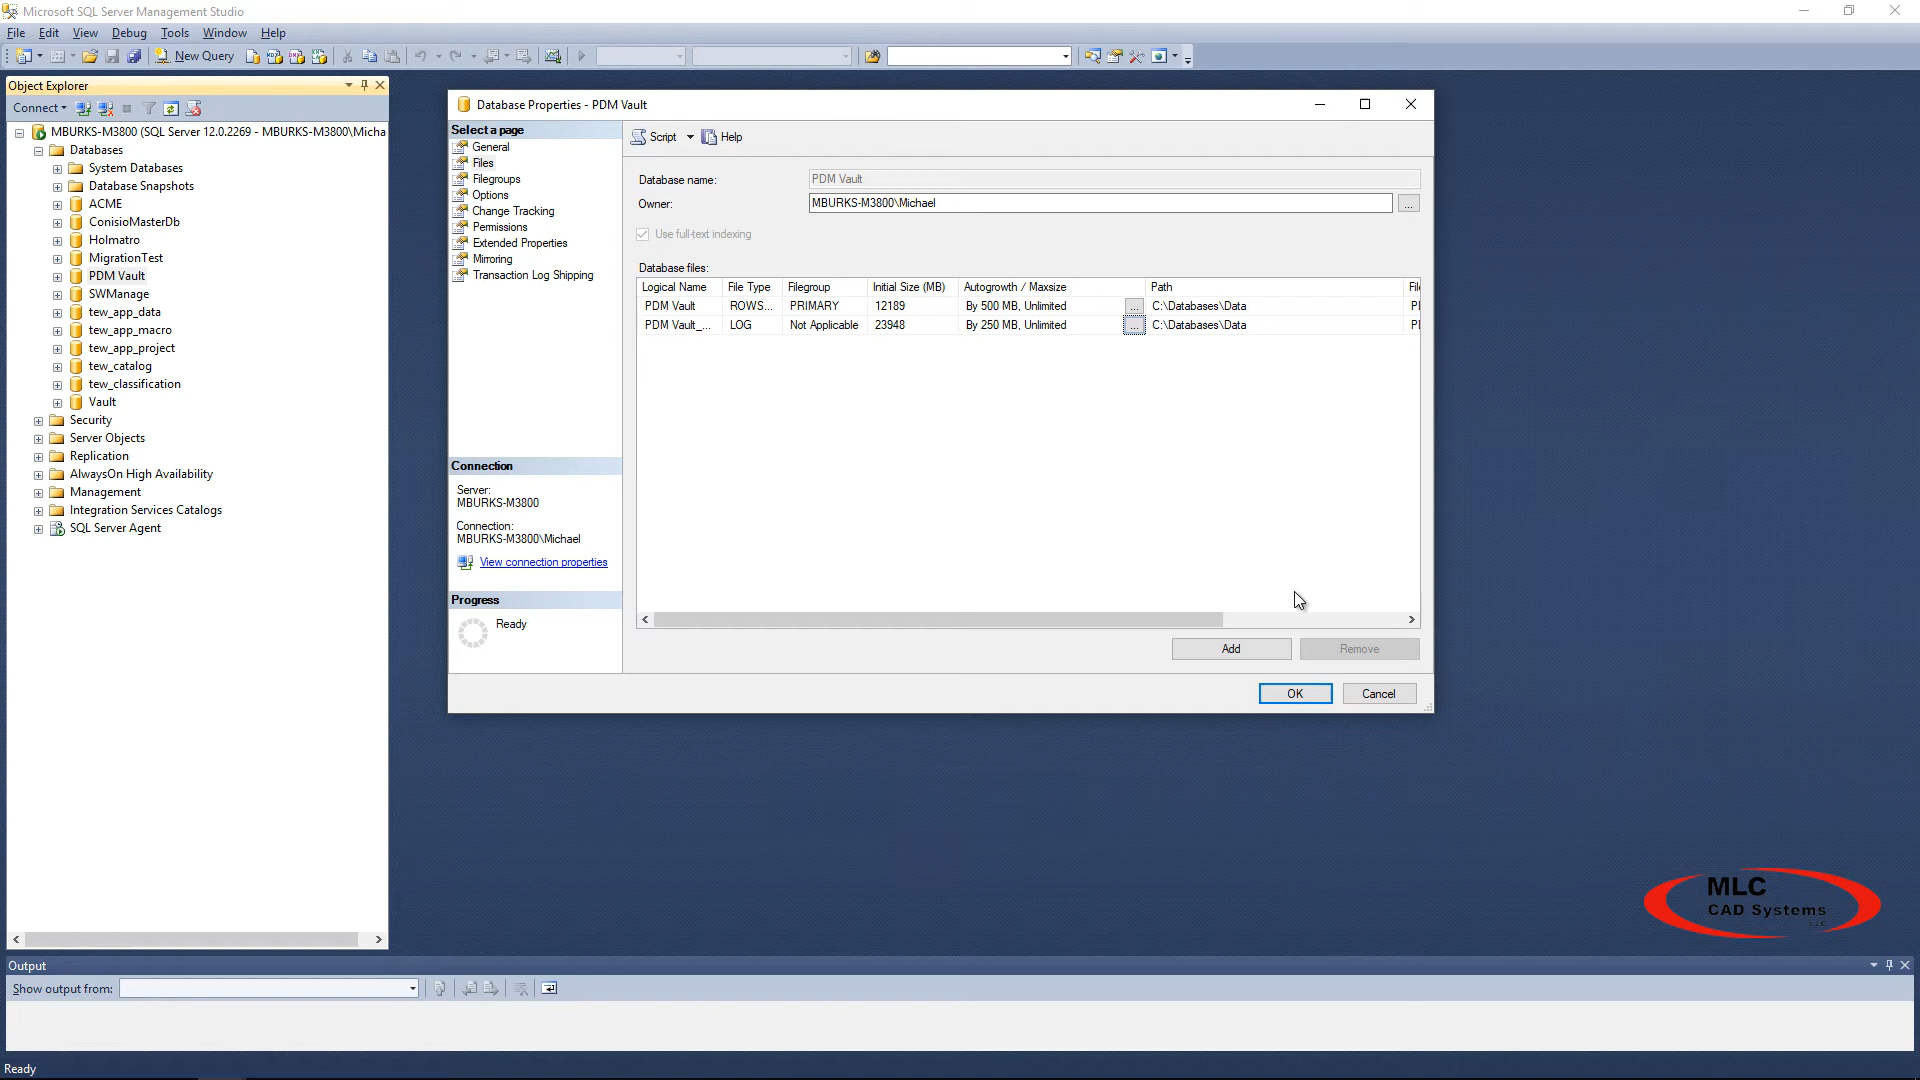 Microsoft SQL Server Management Studio
File Edit View Debug Tools Window Help
New Query
Object Explorer
Connect
MBURKS-M3800 (SQL Server 12.0.2269 - MBURKS-M3800\Micha
Databases
System Databases
Database Snapshots
ACME
ConisioMasterDb
Holmatro
MigrationTest
PDM Vault
SWManage
tew_app_data
tew_app_macro
tew_app_project
tew_catalog
tew_classification
Vault
Security
Server Objects
Replication
AlwaysOn High Availability
Management
Integration Services Catalogs
SQL Server Agent
Database Properties - PDM Vault
Select a page
General
Files
Filegroups
Options
Change Tracking
Permissions
Extended Properties
Mirroring
Transaction Log Shipping
Connection
Server:
MBURKS-M3800
Connection:
MBURKS-M3800\Michael
View connection properties
Progress
Ready
Script Help
Database name: PDM Vault
Owner: MBURKS-M3800\Michael ...
Use full-text indexing
Database files:
Logical Name File Type Filegroup Initial Size (MB) Autogrowth / Maxsize Path Fil
PDM Vault ROWS... PRIMARY 12189 By 500 MB, Unlimited ... C:\Databases\Data PI
PDM Vault_... LOG Not Applicable 23948 By 250 MB, Unlimited ... C:\Databases\Data PI
Add Remove
OK Cancel
MLC
CAD Systems
LLC
Output
Show output from:
Ready